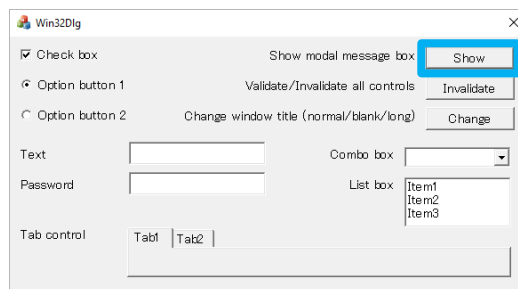 Win32Dlg
Check box
Show modal message box
Show
Option button 1
Validate/Invalidate all controls
Invalidate
Option button 2
Change window title (normal/blank/long)
Change
Text
Combo box
Password
List box
Item1
Item2
Item3
Tab control
Tab1
Tab2